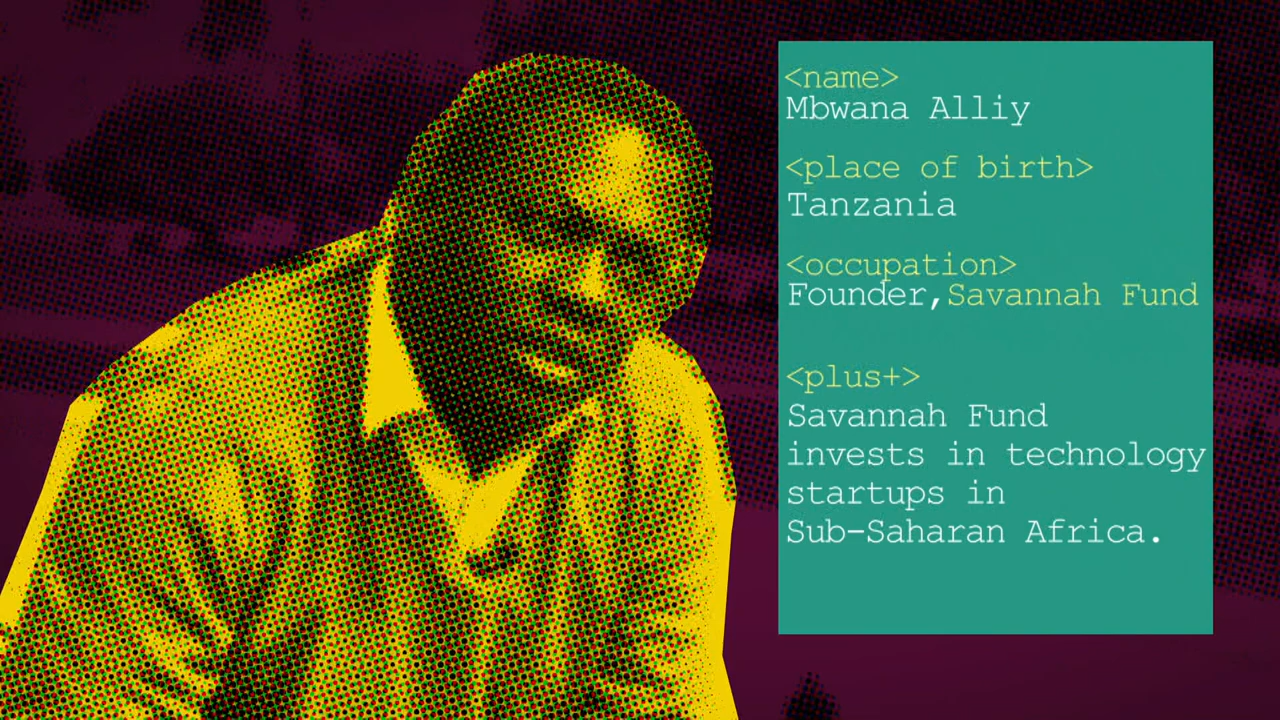 <name>
Mbwana Alliy
<place of birth>
Tanzania
<occupation>
Founder,Savannah Fund
<plus+>
Savannah Fund
invests in technology
startups in
Sub-Saharan Africa.